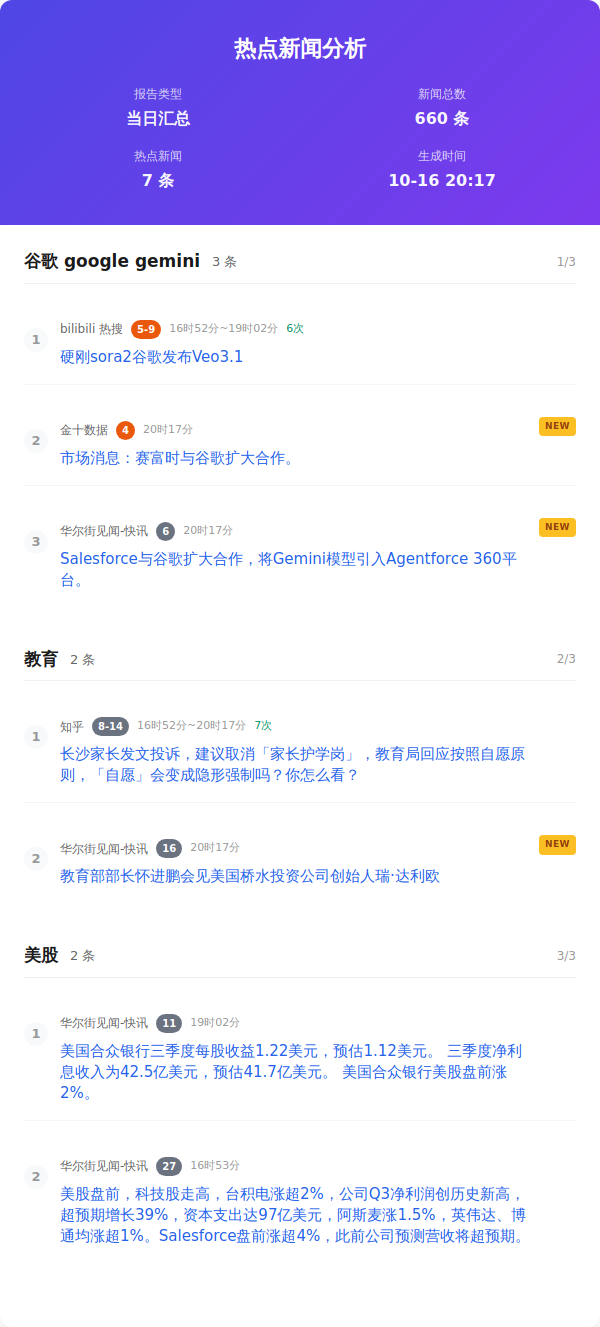 热点新闻分析
报告类型
当日汇总
新闻总数
660 条
热点新闻
7 条
生成时间
10-16 20:17
谷歌 google gemini 3 条 1/3
1
bilibili 热搜 5-9 16时52分~19时02分 6次
硬刚sora2谷歌发布Veo3.1
2
金十数据 4 20时17分 NEW
市场消息：赛富时与谷歌扩大合作。
3
华尔街见闻-快讯 6 20时17分 NEW
Salesforce与谷歌扩大合作，将Gemini模型引入Agentforce 360平
台。
教育 2 条 2/3
1
知乎 8-14 16时52分~20时17分 7次
长沙家长发文投诉，建议取消「家长护学岗」，教育局回应按照自愿原
则，「自愿」会变成隐形强制吗？你怎么看？
2
华尔街见闻-快讯 16 20时17分 NEW
教育部部长怀进鹏会见美国桥水投资公司创始人瑞·达利欧
美股 2 条 3/3
1
华尔街见闻-快讯 11 19时02分
美国合众银行三季度每股收益1.22美元，预估1.12美元。 三季度净利
息收入为42.5亿美元，预估41.7亿美元。 美国合众银行美股盘前涨
2%。
2
华尔街见闻-快讯 27 16时53分
美股盘前，科技股走高，台积电涨超2%，公司Q3净利润创历史新高，
超预期增长39%，资本支出达97亿美元，阿斯麦涨1.5%，英伟达、博
通均涨超1%。Salesforce盘前涨超4%，此前公司预测营收将超预期。